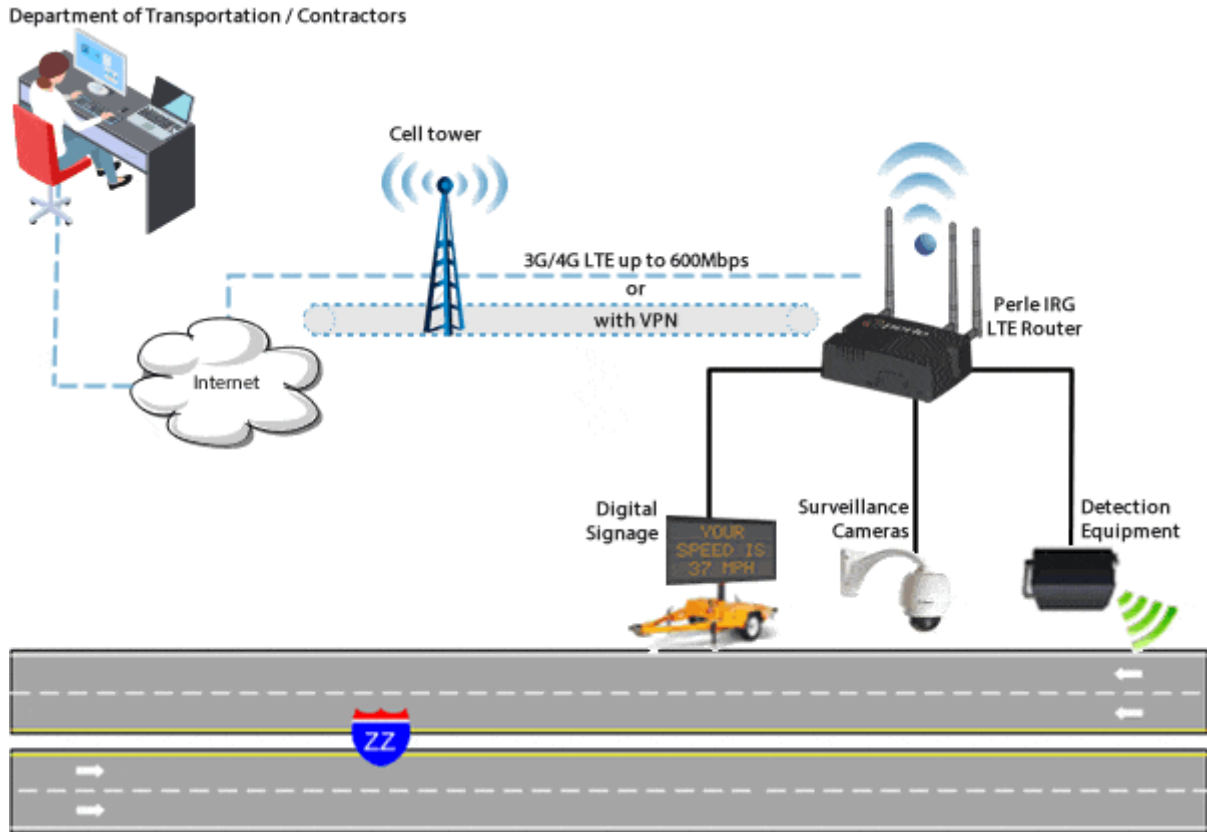 Department of Transportation / Contractors
Cell tower
3G/4G LTE up to 600Mbps
or
with VPN
Perle IRG
LTE Router
perle
Internet
Digital
Signage
YOUR
SPEED IS
37 MPH
Surveillance
Cameras
Detection
Equipment
ZZ